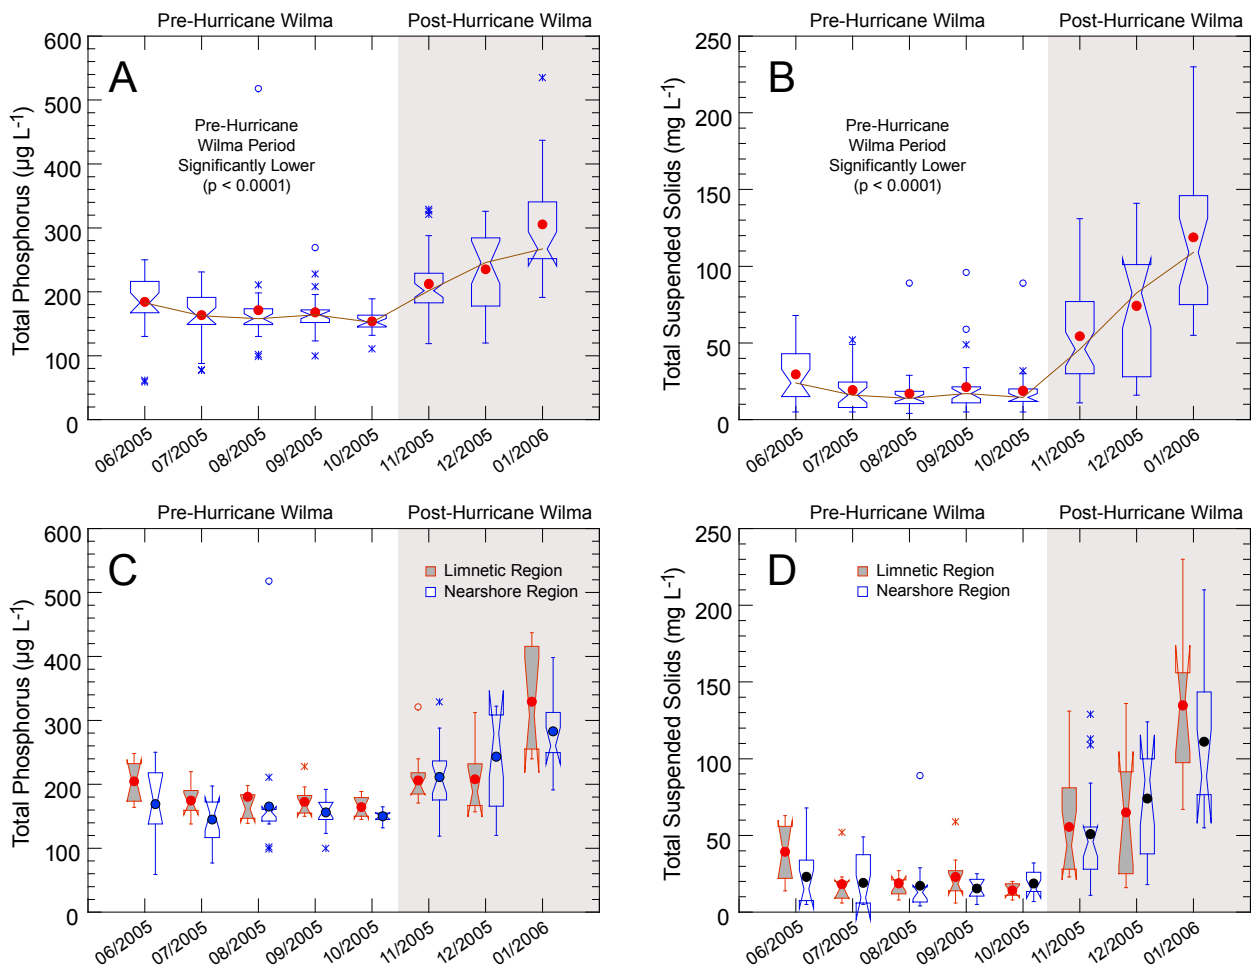 Pre-Hurricane Wilma
Post-Hurricane Wilma
A
Pre-Hurricane
Wilma Period
Significantly Lower
(p < 0.0001)
Total Phosphorus (µg L-1)
600
500
400
300
200
100
0
06/2005
07/2005
08/2005
09/2005
10/2005
11/2005
12/2005
01/2006
Pre-Hurricane Wilma
Post-Hurricane Wilma
B
Pre-Hurricane
Wilma Period
Significantly Lower
(p < 0.0001)
Total Suspended Solids (mg L-1)
250
200
150
100
50
0
06/2005
07/2005
08/2005
09/2005
10/2005
11/2005
12/2005
01/2006
Pre-Hurricane Wilma
Post-Hurricane Wilma
C
Limnetic Region
Nearshore Region
Total Phosphorus (µg L-1)
600
500
400
300
200
100
0
06/2005
07/2005
08/2005
09/2005
10/2005
11/2005
12/2005
01/2006
Pre-Hurricane Wilma
Post-Hurricane Wilma
D
Limnetic Region
Nearshore Region
Total Suspended Solids (mg L-1)
250
200
150
100
50
0
06/2005
07/2005
08/2005
09/2005
10/2005
11/2005
12/2005
01/2006